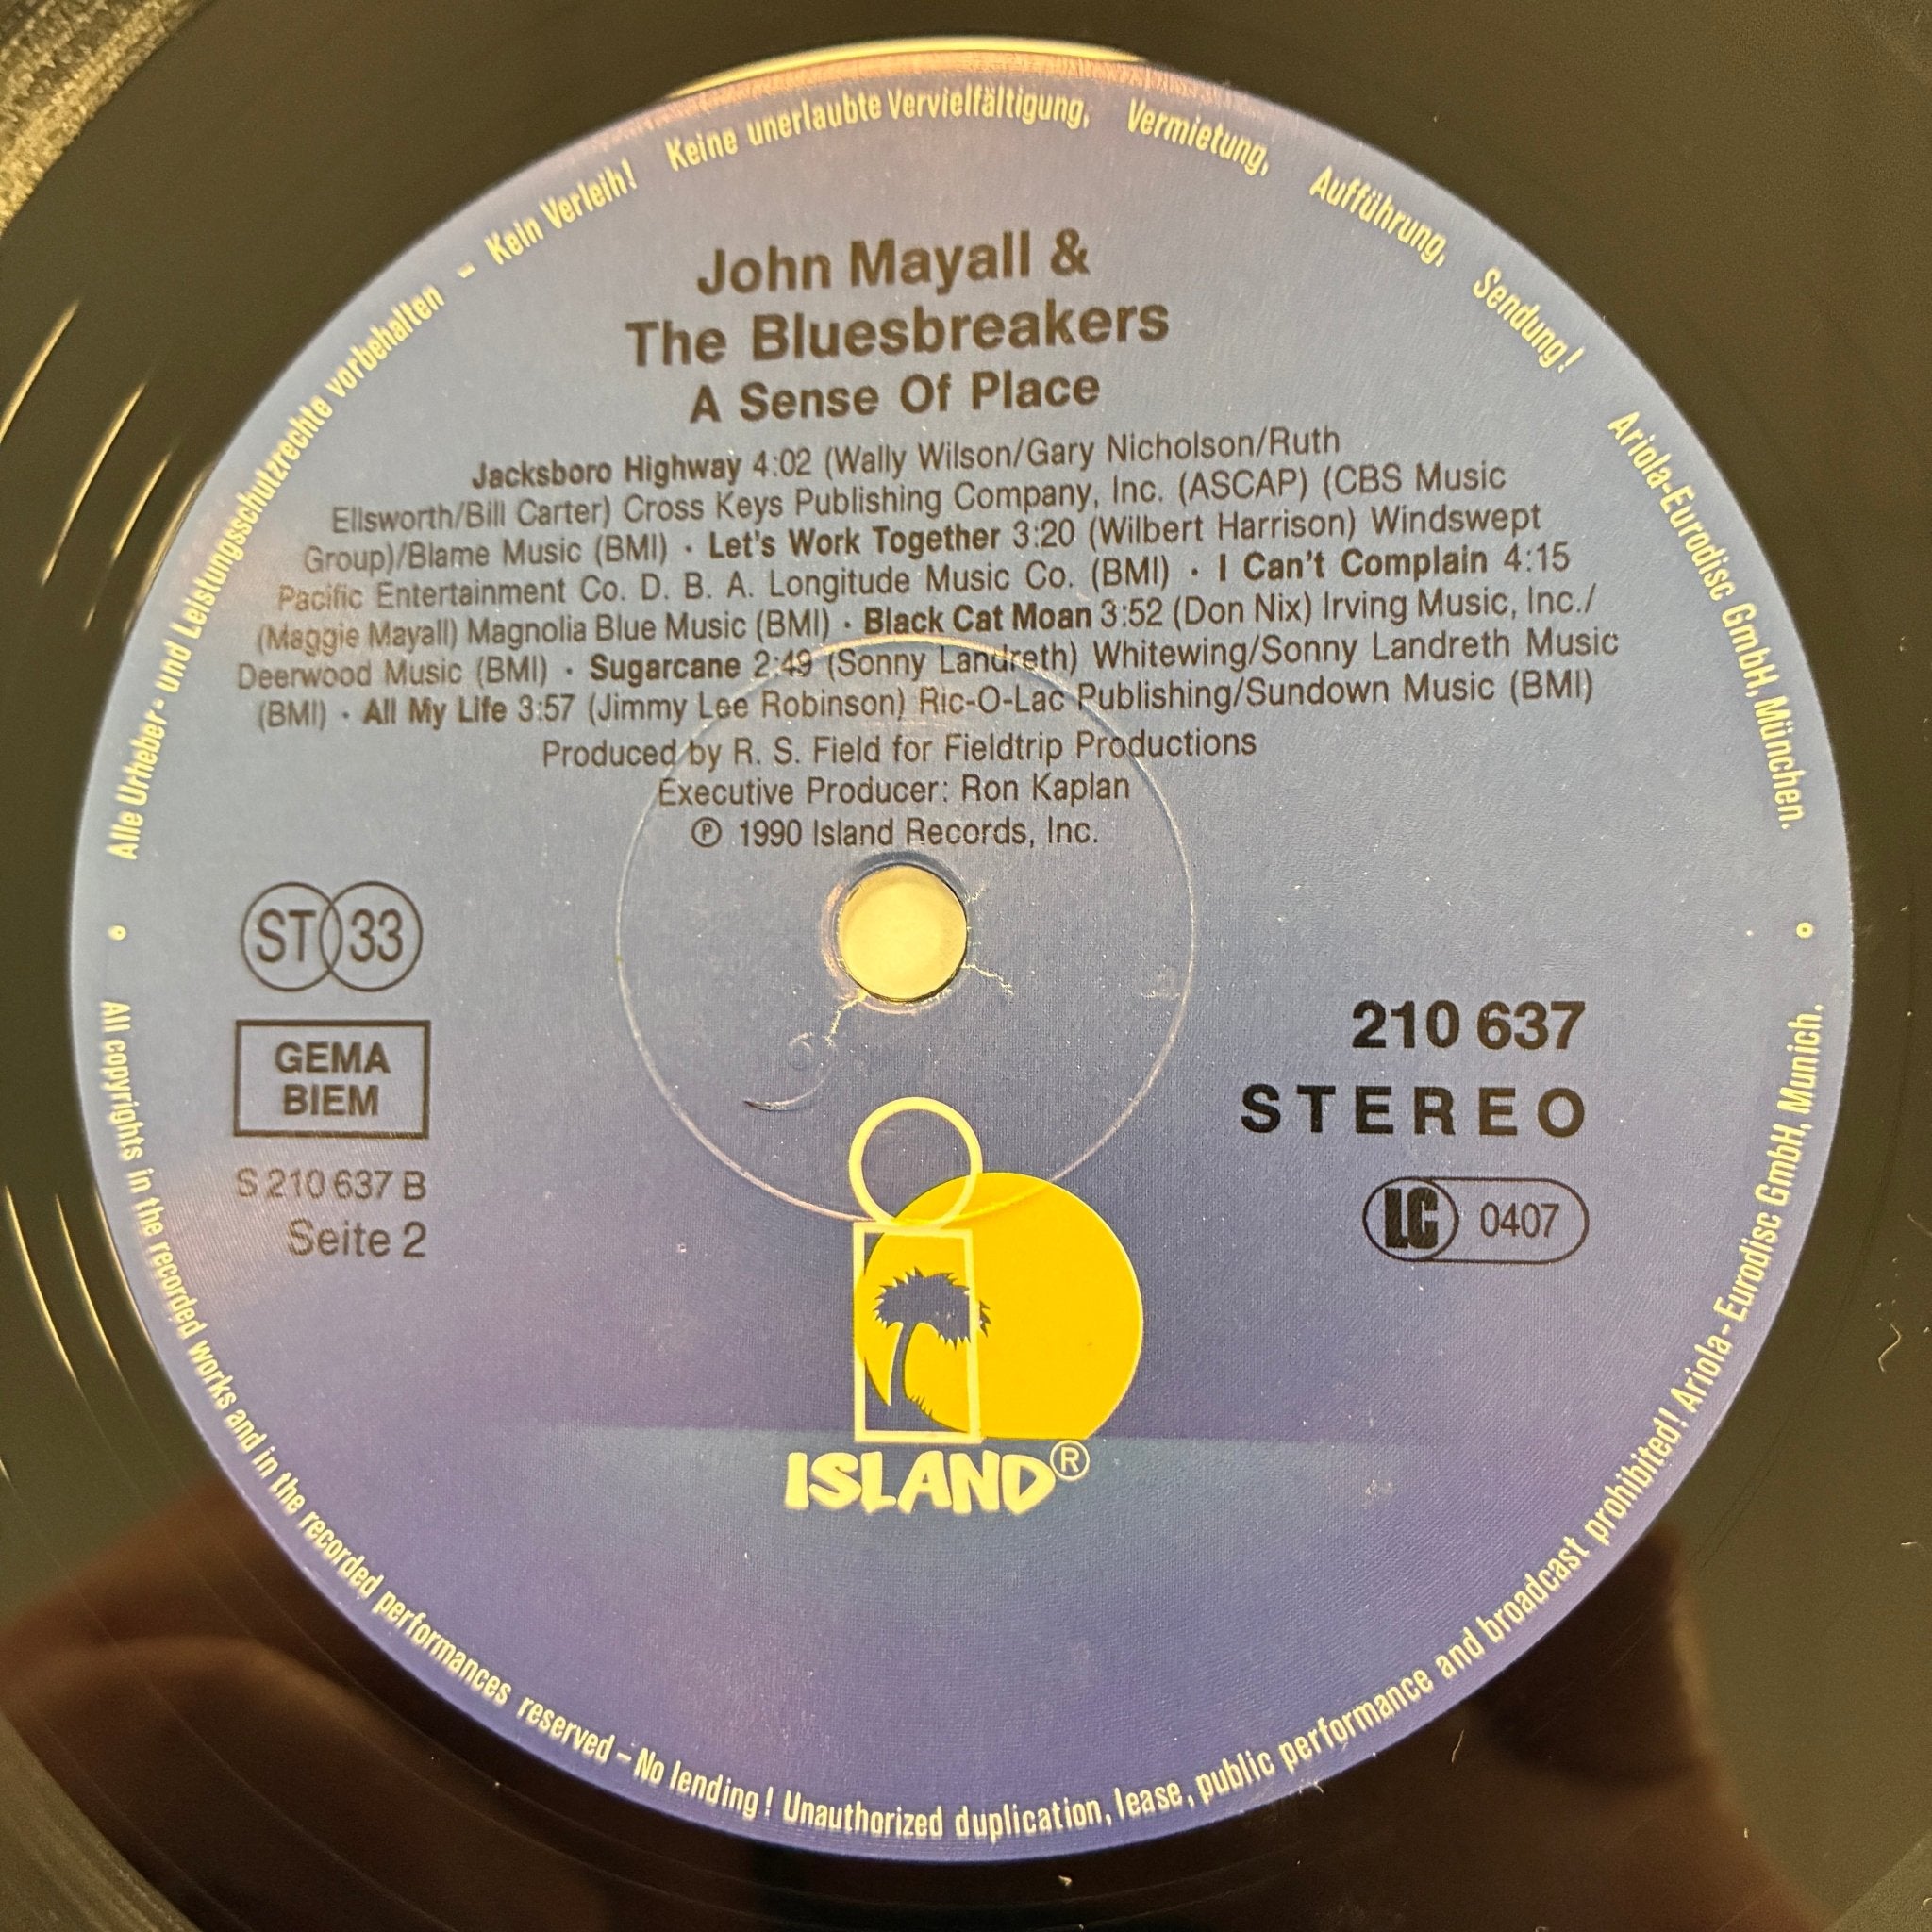 Alle Urheber- und Leistungsschutzrechte vorbehalten - Kein Verleih! Keine unerlaubte Vervielfältigung, Vermietung, Aufführung, Sendung! Ariola-Eurodisc GmbH, München.
John Mayall &
The Bluesbreakers
A Sense Of Place
Jacksboro Highway 4:02 (Wally Wilson/Gary Nicholson/Ruth
Ellsworth/Bill Carter) Cross Keys Publishing Company, Inc. (ASCAP) (CBS Music
Group)/Blame Music (BMI) · Let's Work Together 3:20 (Wilbert Harrison) Windswept
Pacific Entertainment Co. D. B. A. Longitude Music Co. (BMI) · I Can't Complain 4:15
(Maggie Mayall) Magnolia Blue Music (BMI) · Black Cat Moan 3:52 (Don Nix) Irving Music, Inc./
Deerwood Music (BMI) · Sugarcane 2:49 (Sonny Landreth) Whitewing/Sonny Landreth Music
(BMI) · All My Life 3:57 (Jimmy Lee Robinson) Ric-O-Lac Publishing/Sundown Music (BMI)
Produced by R. S. Field for Fieldtrip Productions
Executive Producer: Ron Kaplan
℗ 1990 Island Records, Inc.
ST 33
GEMA
BIEM
S 210 637 B
Seite 2
210 637
STEREO
LC 0407
ISLAND®
All copyrights in the recorded works and in the recorded performances reserved – No lending! Unauthorized duplication, lease, public performance and broadcast prohibited! Ariola-Eurodisc GmbH, Munich.